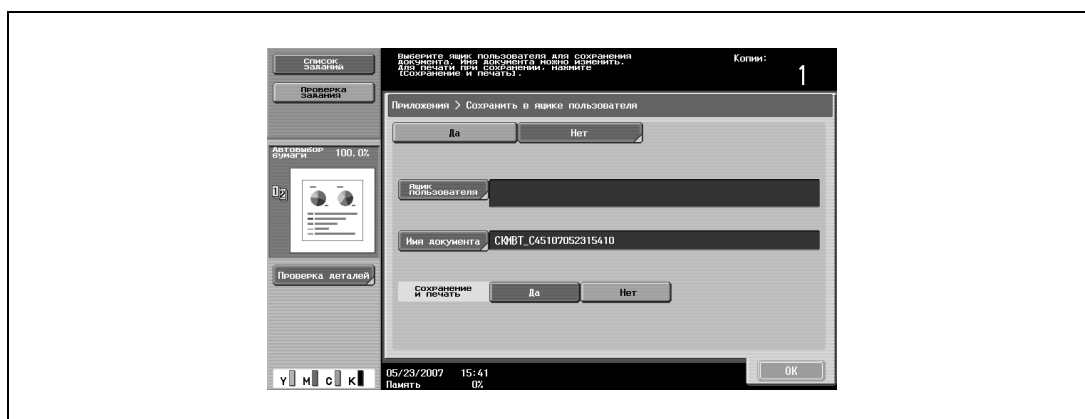 Список
заданий
Проверка
задания
Выберите ящик пользователя для сохранения
документа. Имя документа можно изменить.
Для печати при сохранении, нажмите
[Сохранение и печать].
Копии:
1
Приложения > Сохранить в ящике пользователя
Да
Нет
Автовыбор
бумаги 100.0%
12
Ящик
пользователя
Имя документа
CKMBT_C45107052315410
Проверка деталей
Сохранение
и печать
Да
Нет
Y M C K
05/23/2007 15:41
Память 0%
OK